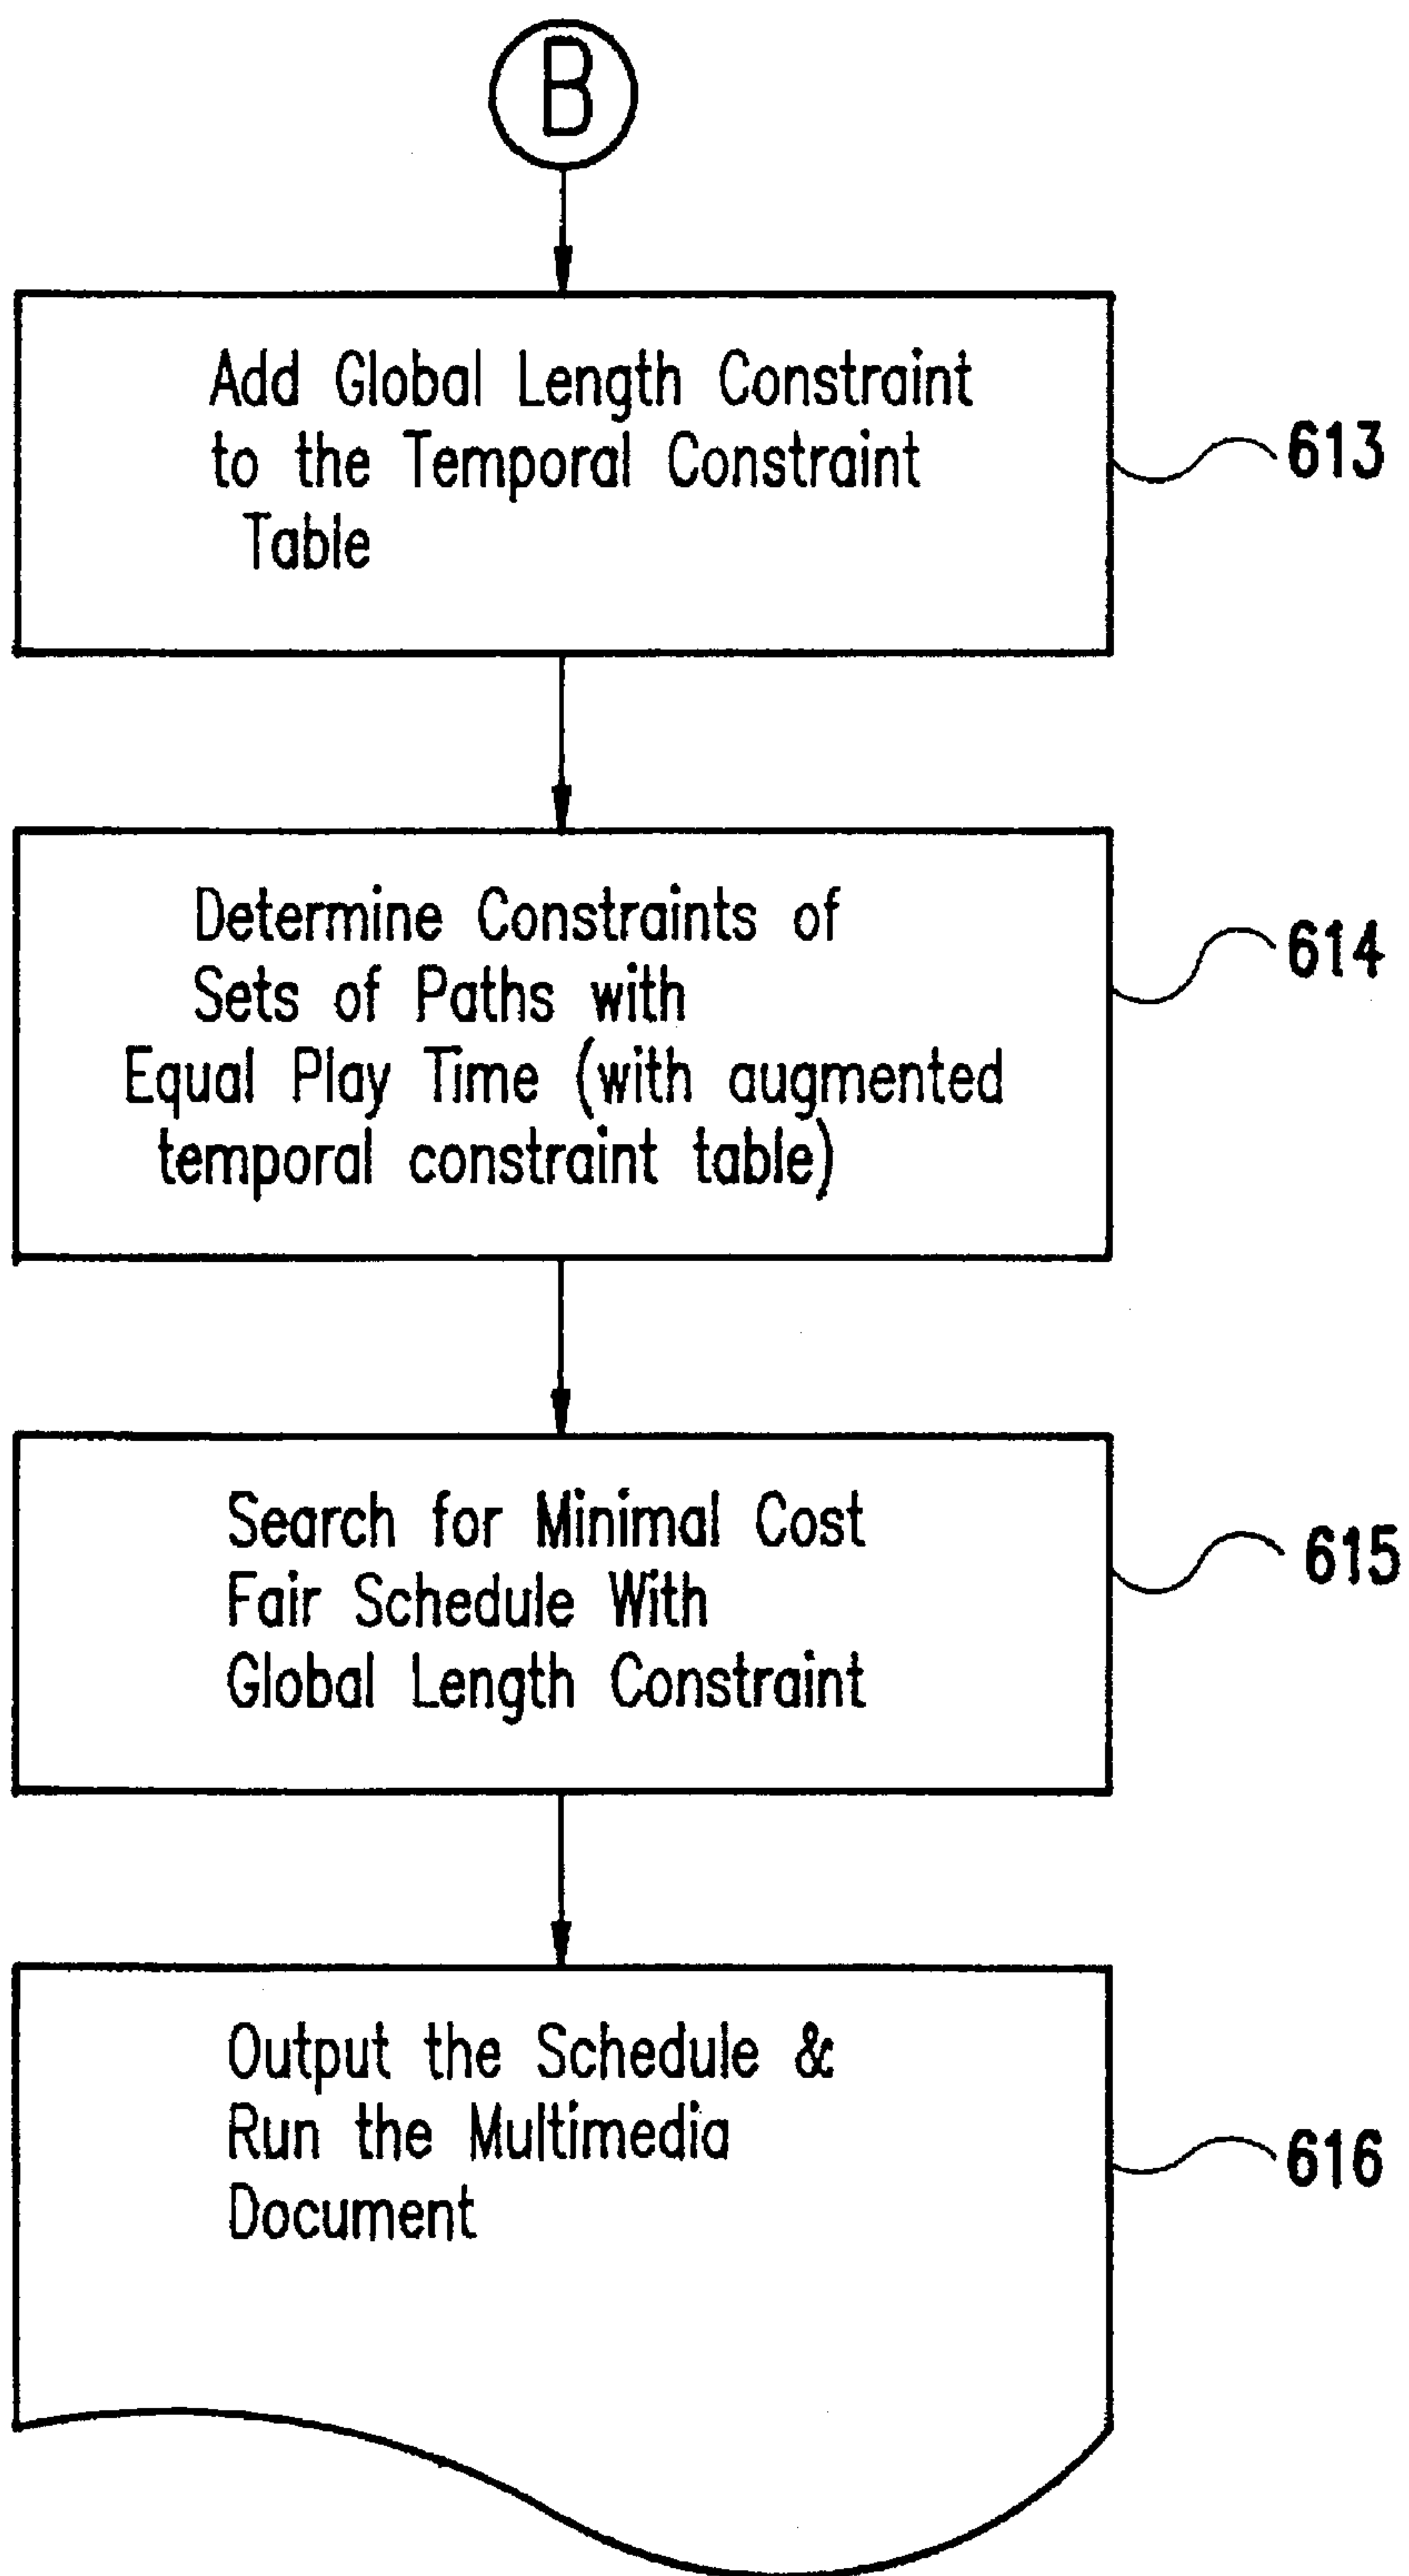 B
Add Global Length Constraint
to the Temporal Constraint
Table
613
Determine Constraints of
Sets of Paths with
Equal Play Time (with augmented
temporal constraint table)
614
Search for Minimal Cost
Fair Schedule With
Global Length Constraint
615
Output the Schedule &
Run the Multimedia
Document
616